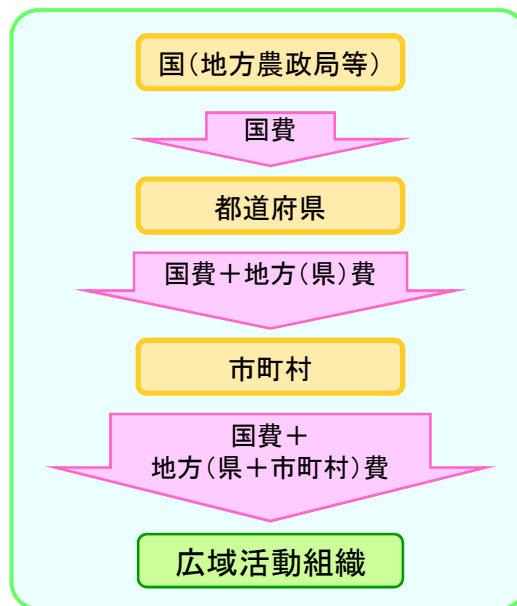 国（地方農政局等）
国費
都道府県
国費＋地方（県）費
市町村
国費＋
地方（県＋市町村）費
広域活動組織